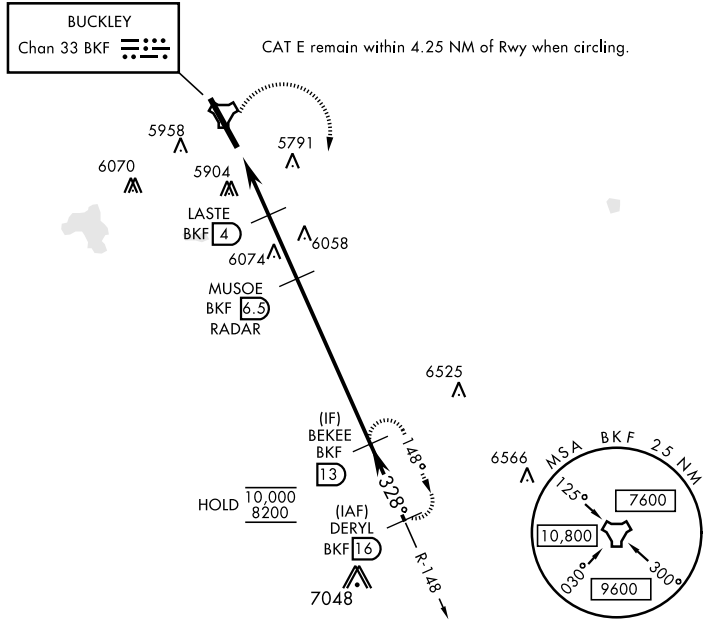 BUCKLEY
Chan 33 BKF
CAT E remain within 4.25 NM of Rwy when circling.
5958
5791
6070
5904
LASTE
BKF 4
6058
6074
MUSOE
BKF 6.5
RADAR
6525
(IF)
BEKEE
BKF
13
148°
6566
MSA BKF 25 NM
328°
HOLD 10,000
8200
125°
7600
(IAF)
DERYL
BKF 16
10,800
R-148
030°
300°
9600
7048